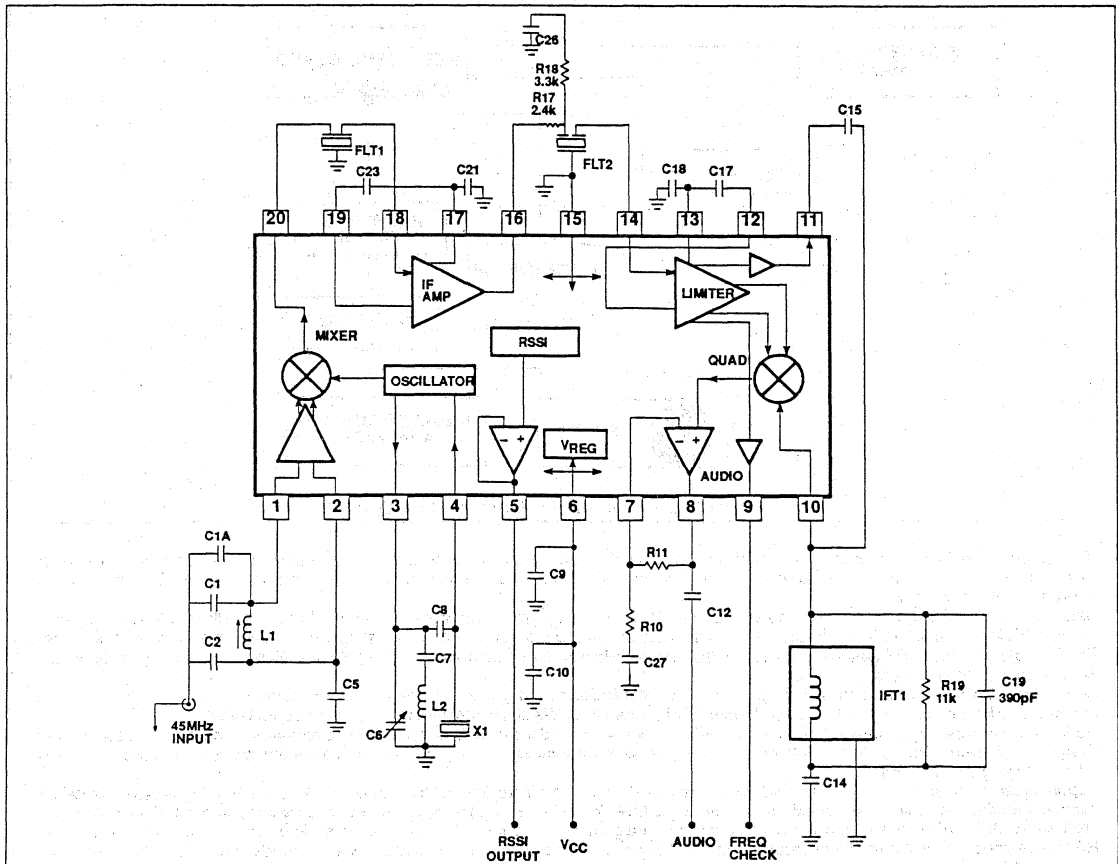 C26
R18
3.3k
R17
2.4k
C15
FLT1
FLT2
C23
C21
C18
C17
20
19
18
17
16
15
14
13
12
11
IF
AMP
LIMITER
MIXER
RSSI
QUAD
OSCILLATOR
VREG
AUDIO
1
2
3
4
5
6
7
8
9
10
C1A
C1
L1
C2
C5
45MHz
INPUT
C8
C7
L2
C6
X1
C9
C10
R11
C12
R10
C27
IFT1
R19
11k
C19
390pF
C14
RSSI
OUTPUT
VCC
AUDIO
FREQ
CHECK